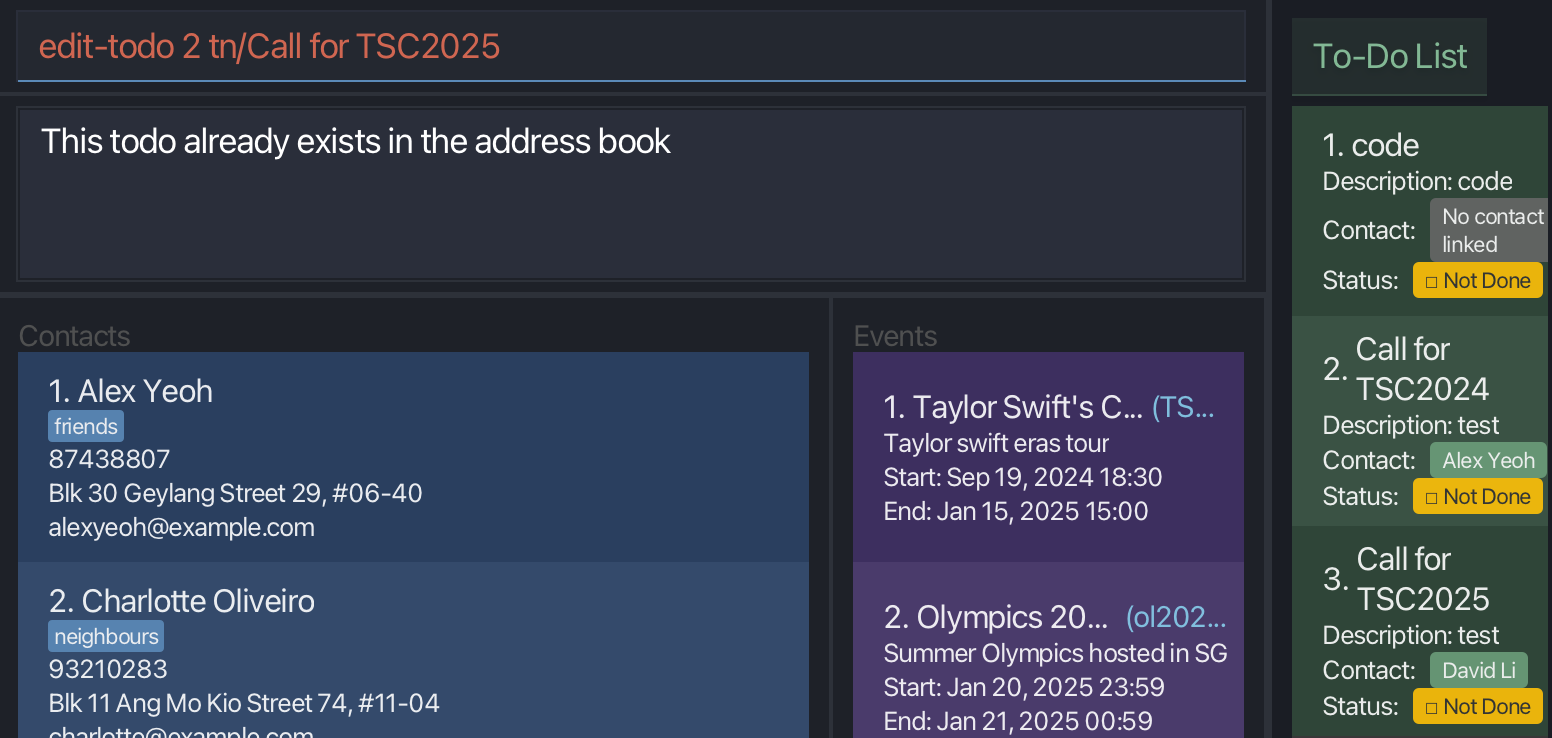 edit-todo 2 tn/Call for TSC2025
This todo already exists in the address book
Contacts
1. Alex Yeoh
friends
87438807
Blk 30 Geylang Street 29, #06-40
alexyeoh@example.com
2. Charlotte Oliveiro
neighbours
93210283
Blk 11 Ang Mo Kio Street 74, #11-04
charlotte@example.com
Events
1. Taylor Swift's C... (TS...
Taylor swift eras tour
Start: Sep 19, 2024 18:30
End: Jan 15, 2025 15:00
2. Olympics 20... (ol202...
Summer Olympics hosted in SG
Start: Jan 20, 2025 23:59
End: Jan 21, 2025 00:59
To-Do List
1. code
Description: code
Contact: No contact
linked
Status: □ Not Done
2. Call for
TSC2024
Description: test
Contact: Alex Yeoh
Status: □ Not Done
3. Call for
TSC2025
Description: test
Contact: David Li
Status: □ Not Done